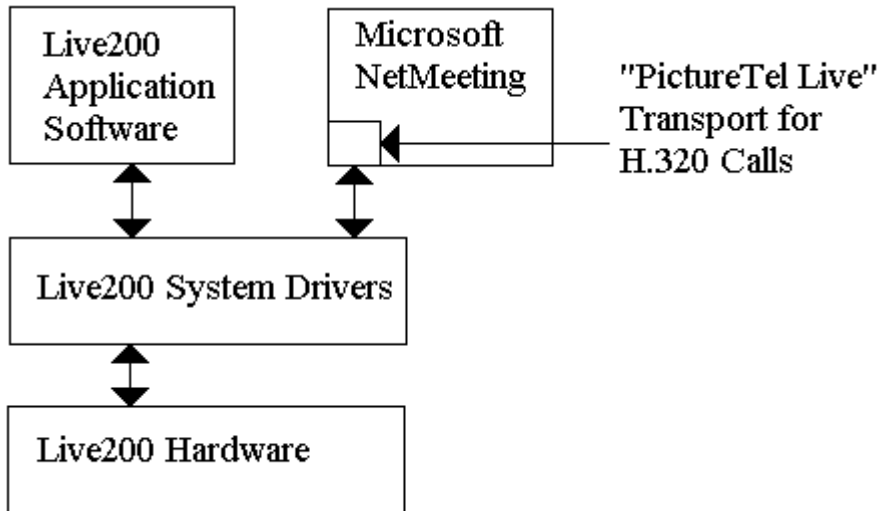 Live200
Application
Software
Microsoft
NetMeeting
"PictureTel Live"
Transport for
H.320 Calls
Live200 System Drivers
Live200 Hardware